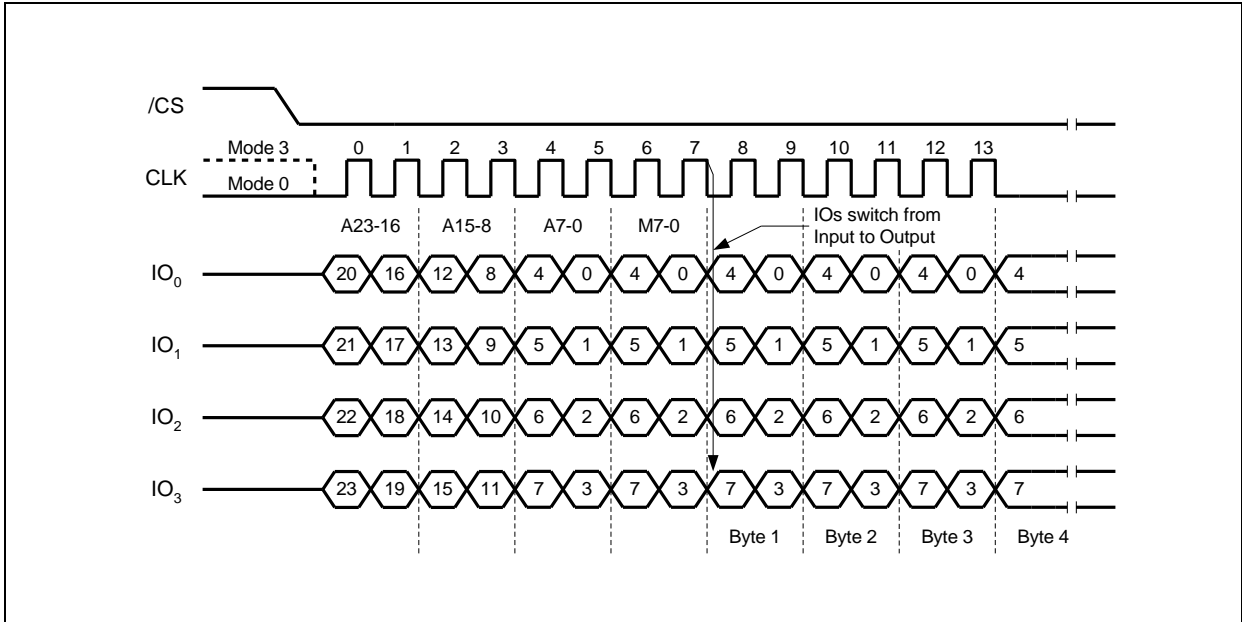 /CS
Mode 3 0 1 2 3 4 5 6 7 8 9 10 11 12 13
CLK
Mode 0
A23-16 A15-8 A7-0 M7-0 IOs switch from
Input to Output
IO0 20 16 12 8 4 0 4 0 4 0 4 0 4 0 4
IO1 21 17 13 9 5 1 5 1 5 1 5 1 5 1 5
IO2 22 18 14 10 6 2 6 2 6 2 6 2 6 2 6
IO3 23 19 15 11 7 3 7 3 7 3 7 3 7 3 7
Byte 1 Byte 2 Byte 3 Byte 4